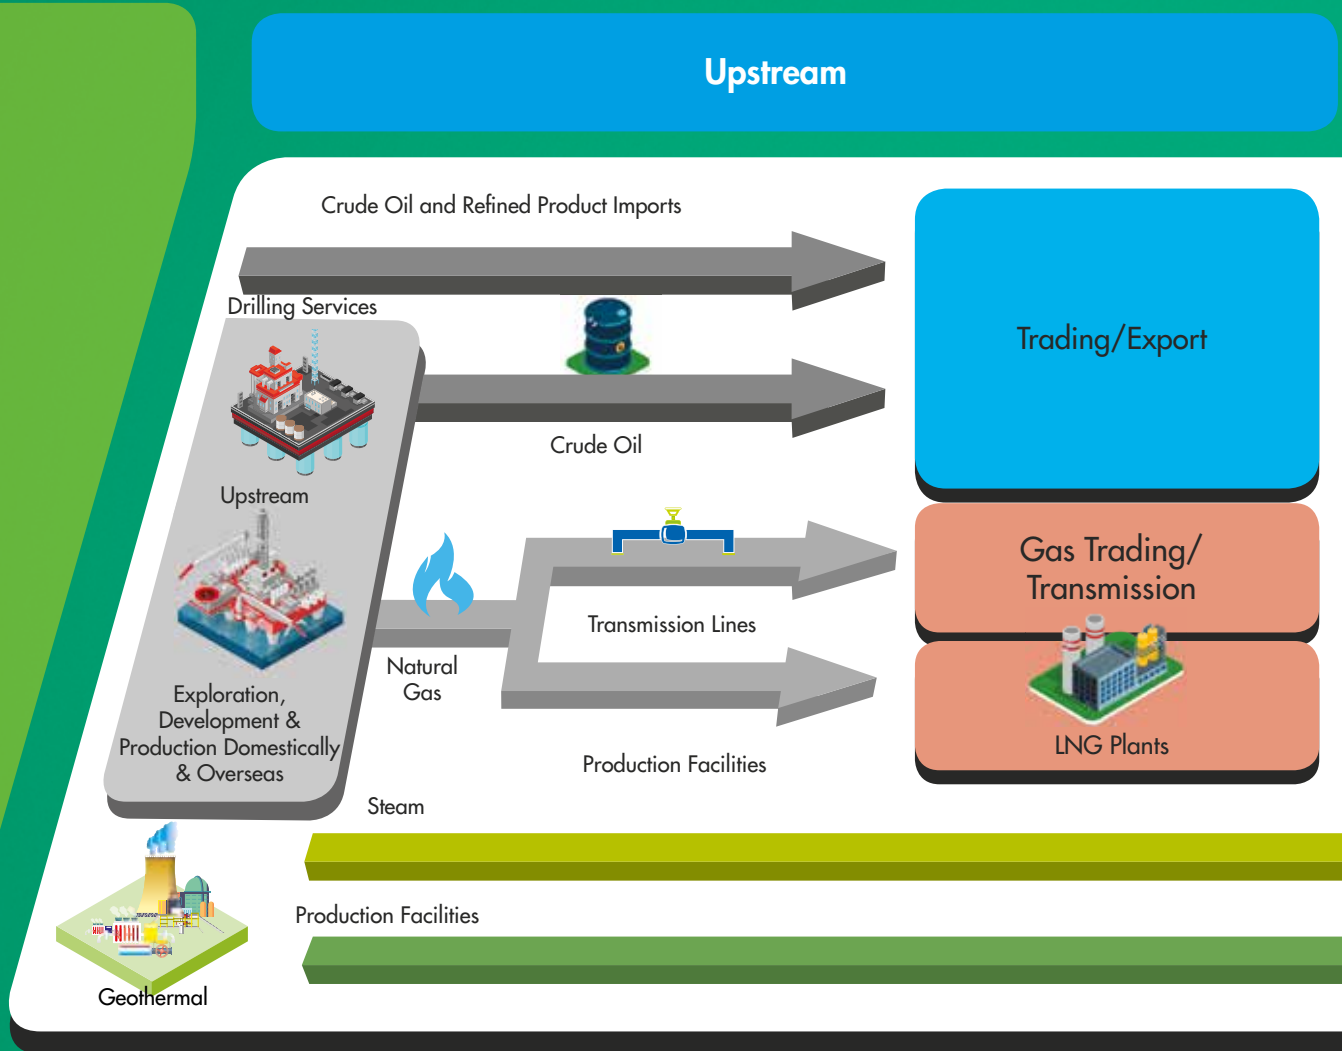 Upstream
Crude Oil and Refined Product Imports
Drilling Services
Trading/Export
Crude Oil
Upstream
Gas Trading/
Transmission
Transmission Lines
Natural
Gas
Exploration,
Development &
Production Domestically
& Overseas
LNG Plants
Production Facilities
Steam
Production Facilities
Geothermal